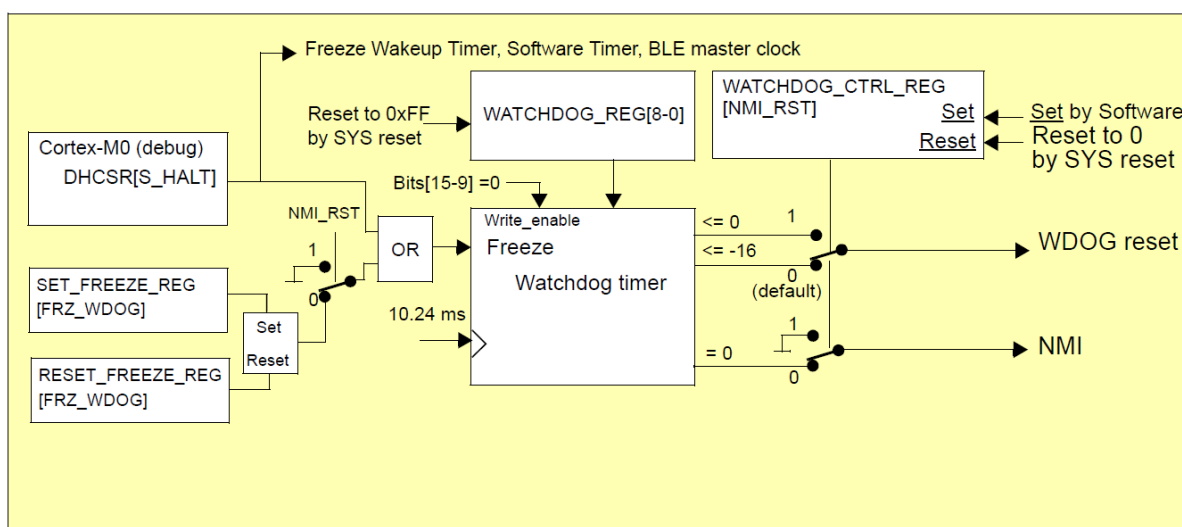 Freeze Wakeup Timer, Software Timer, BLE master clock
Reset to 0xFF
by SYS reset
WATCHDOG_REG[8-0]
WATCHDOG_CTRL_REG
[NMI_RST]
Set
Reset
Set by Software
Reset to 0
by SYS reset
Cortex-M0 (debug)
DHCSR[S_HALT]
Bits[15-9] =0
NMI_RST
1
0
OR
Write_enable
Freeze
Watchdog timer
10.24 ms
<= 0
<= -16
= 0
1
0
(default)
WDOG reset
SET_FREEZE_REG
[FRZ_WDOG]
Set
Reset
RESET_FREEZE_REG
[FRZ_WDOG]
1
0
NMI